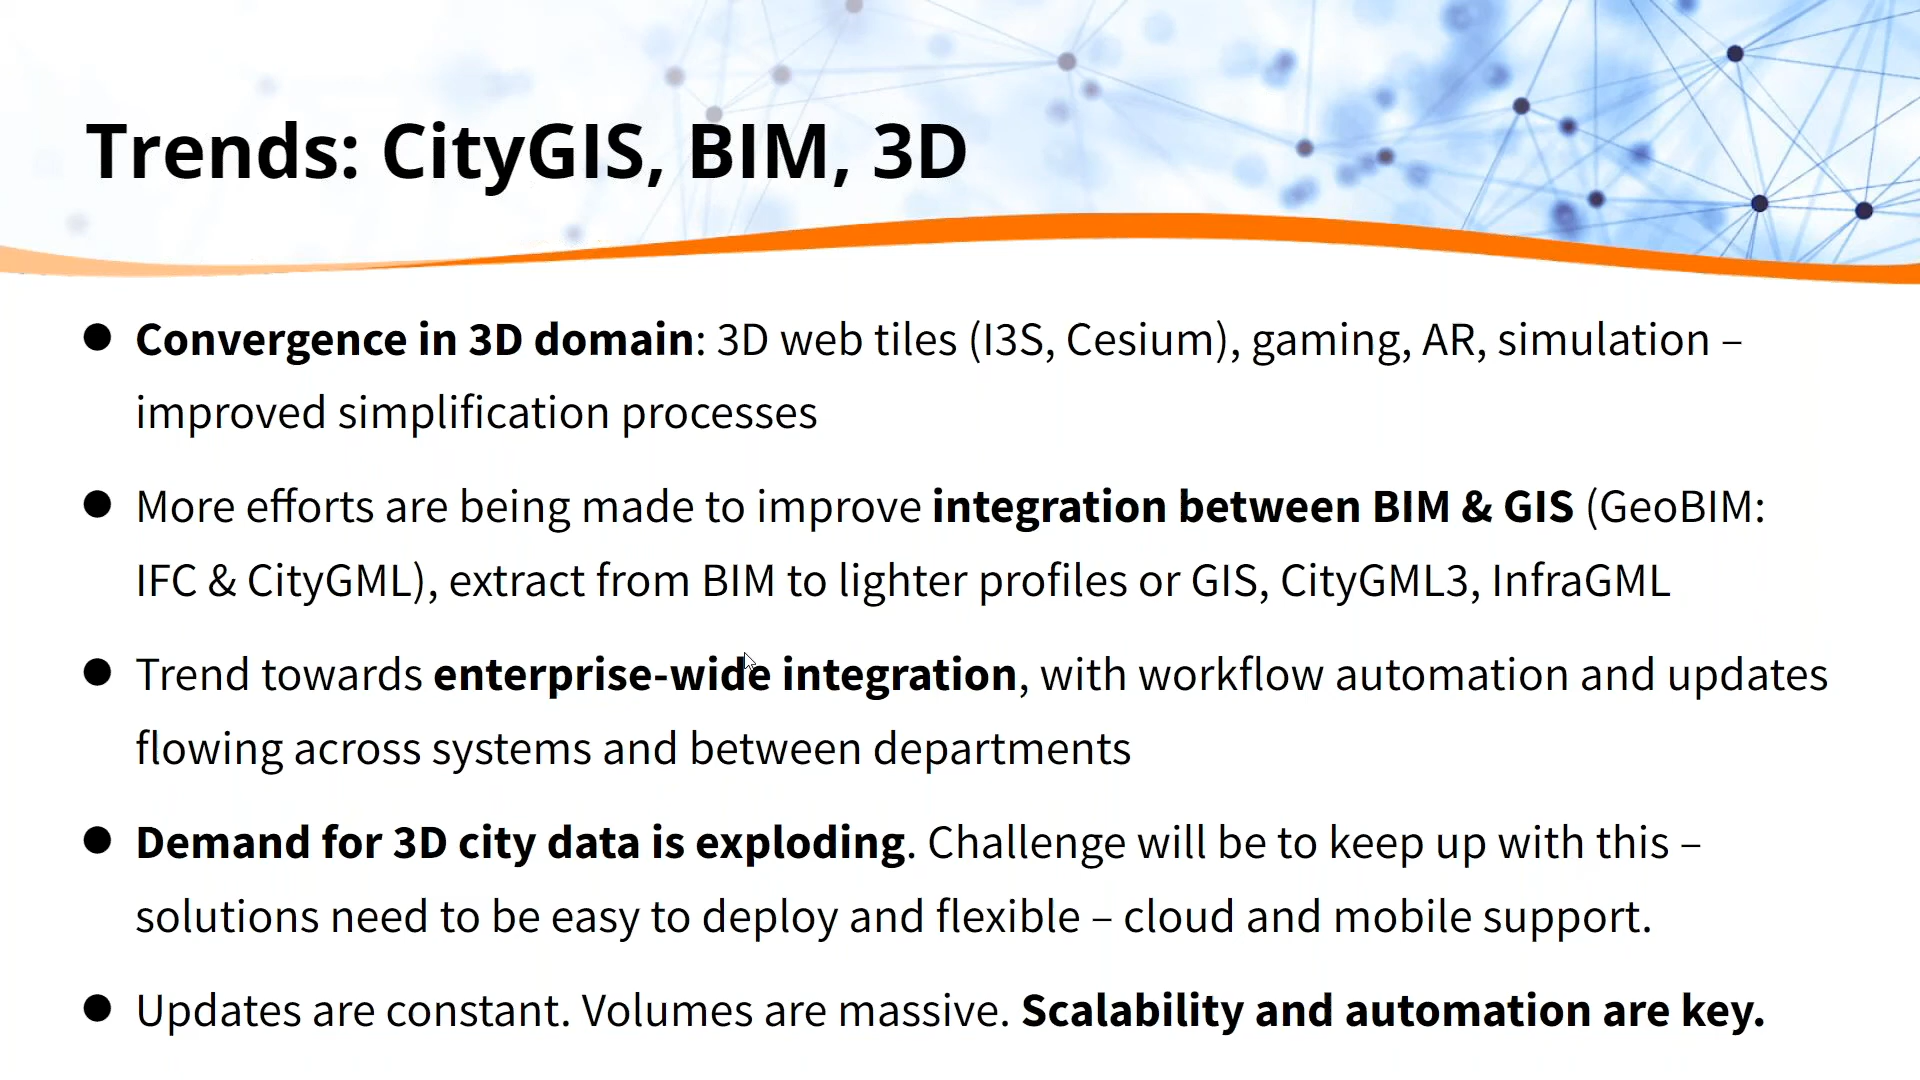 Trends: CityGIS, BIM, 3D
● Convergence in 3D domain: 3D web tiles (I3S, Cesium), gaming, AR, simulation –
improved simplification processes
● More efforts are being made to improve integration between BIM & GIS (GeoBIM:
IFC & CityGML), extract from BIM to lighter profiles or GIS, CityGML3, InfraGML
● Trend towards enterprise-wide integration, with workflow automation and updates
flowing across systems and between departments
● Demand for 3D city data is exploding. Challenge will be to keep up with this –
solutions need to be easy to deploy and flexible – cloud and mobile support.
● Updates are constant. Volumes are massive. Scalability and automation are key.